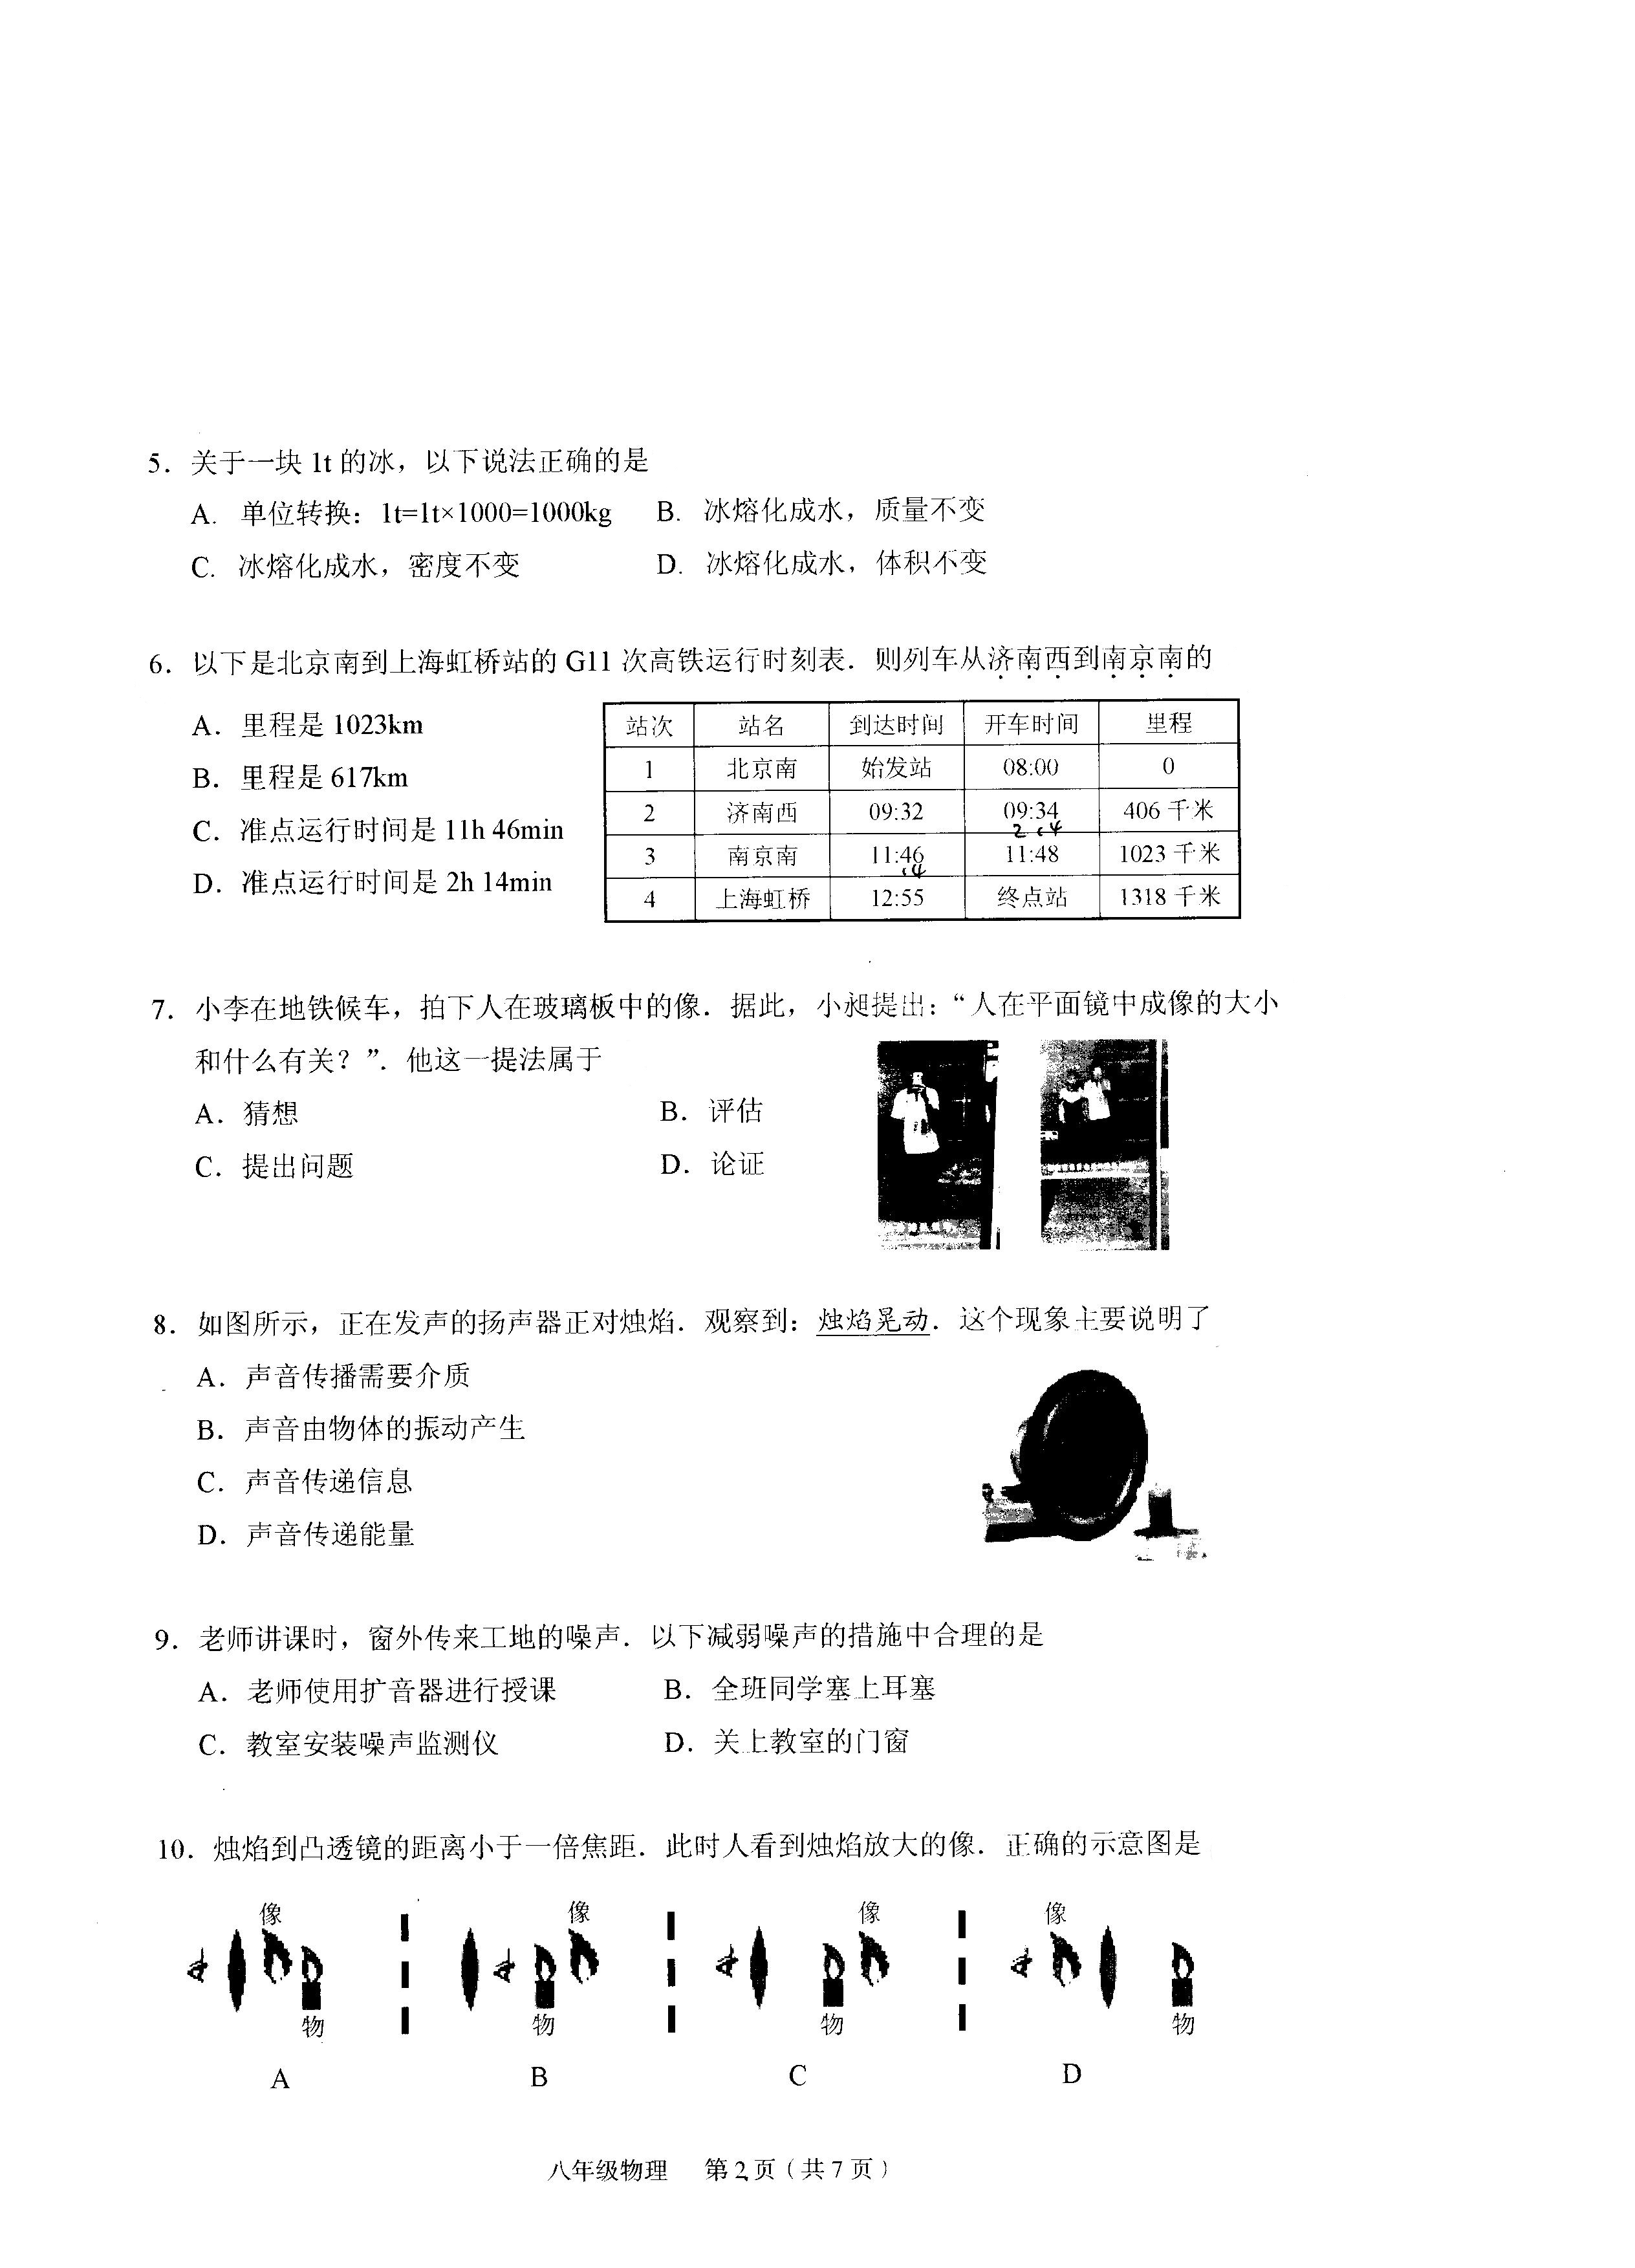 5. 关于一块 1t 的冰，以下说法正确的是
A. 单位转换：1t=1t×1000=1000kg B. 冰熔化成水，质量不变
C. 冰熔化成水，密度不变 D. 冰熔化成水，体积不变
6. 以下是北京南到上海虹桥站的 G11 次高铁运行时刻表．则列车从济南西到南京南的
A. 里程是 1023km
B. 里程是 617km
C. 准点运行时间是 11h 46min
D. 准点运行时间是 2h 14min
站次 站名 到达时间 开车时间 里程
1 北京南 始发站 08:00 0
2 济南西 09:32 09:34 406 千米
3 南京南 11:46 11:48 1023 千米
4 上海虹桥 12:55 终点站 1318 千米
7. 小李在地铁候车，拍下人在玻璃板中的像．据此，小昶提出：“人在平面镜中成像的大小
和什么有关？”．他这一提法属于
A. 猜想 B. 评估
C. 提出问题 D. 论证
8. 如图所示，正在发声的扬声器正对烛焰．观察到：烛焰晃动．这个现象主要说明了
A. 声音传播需要介质
B. 声音由物体的振动产生
C. 声音传递信息
D. 声音传递能量
9. 老师讲课时，窗外传来工地的噪声．以下减弱噪声的措施中合理的是
A. 老师使用扩音器进行授课 B. 全班同学塞上耳塞
C. 教室安装噪声监测仪 D. 关上教室的门窗
10. 烛焰到凸透镜的距离小于一倍焦距．此时人看到烛焰放大的像．正确的示意图是
像 像 像 像
物 物 物 物
A B C D
八年级物理 第 2 页（共 7 页）